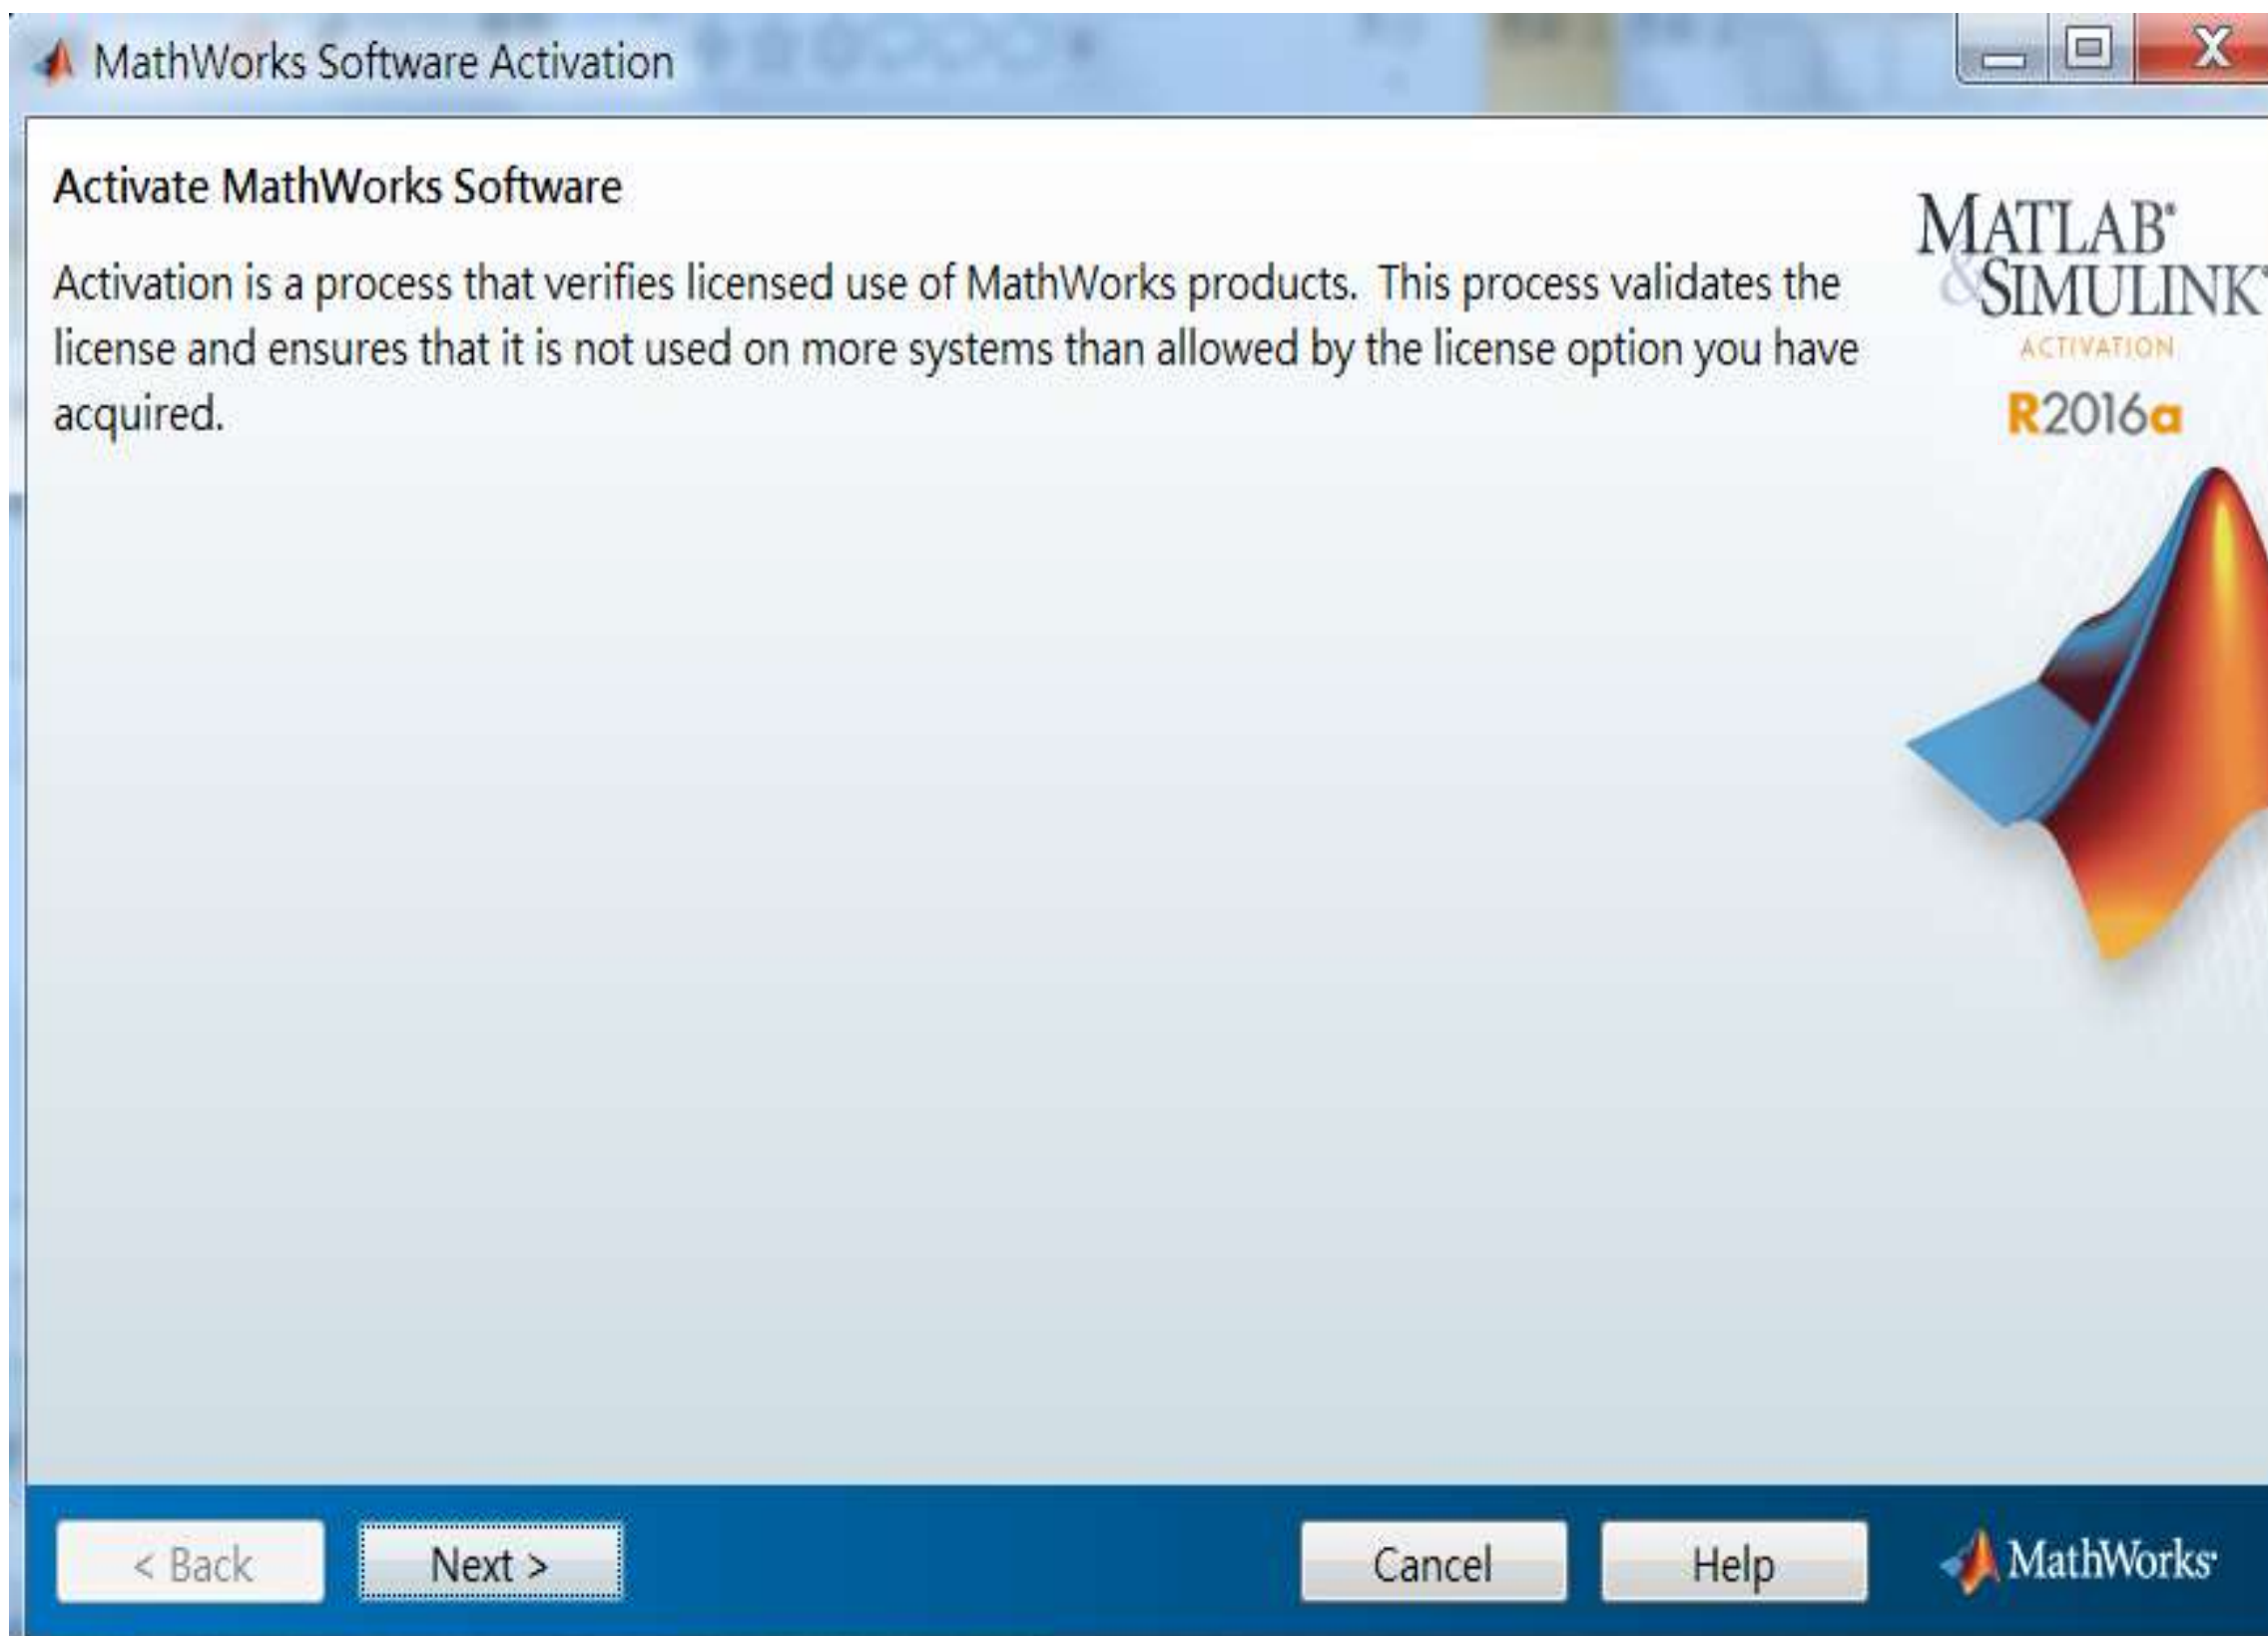 MathWorks Software Activation
X
Activate MathWorks Software
Activation is a process that verifies licensed use of MathWorks products. This process validates the
license and ensures that it is not used on more systems than allowed by the license option you have
acquired.
MATLAB®
&SIMULINK®
ACTIVATION
R2016a
< Back
Next >
Cancel
Help
MathWorks®